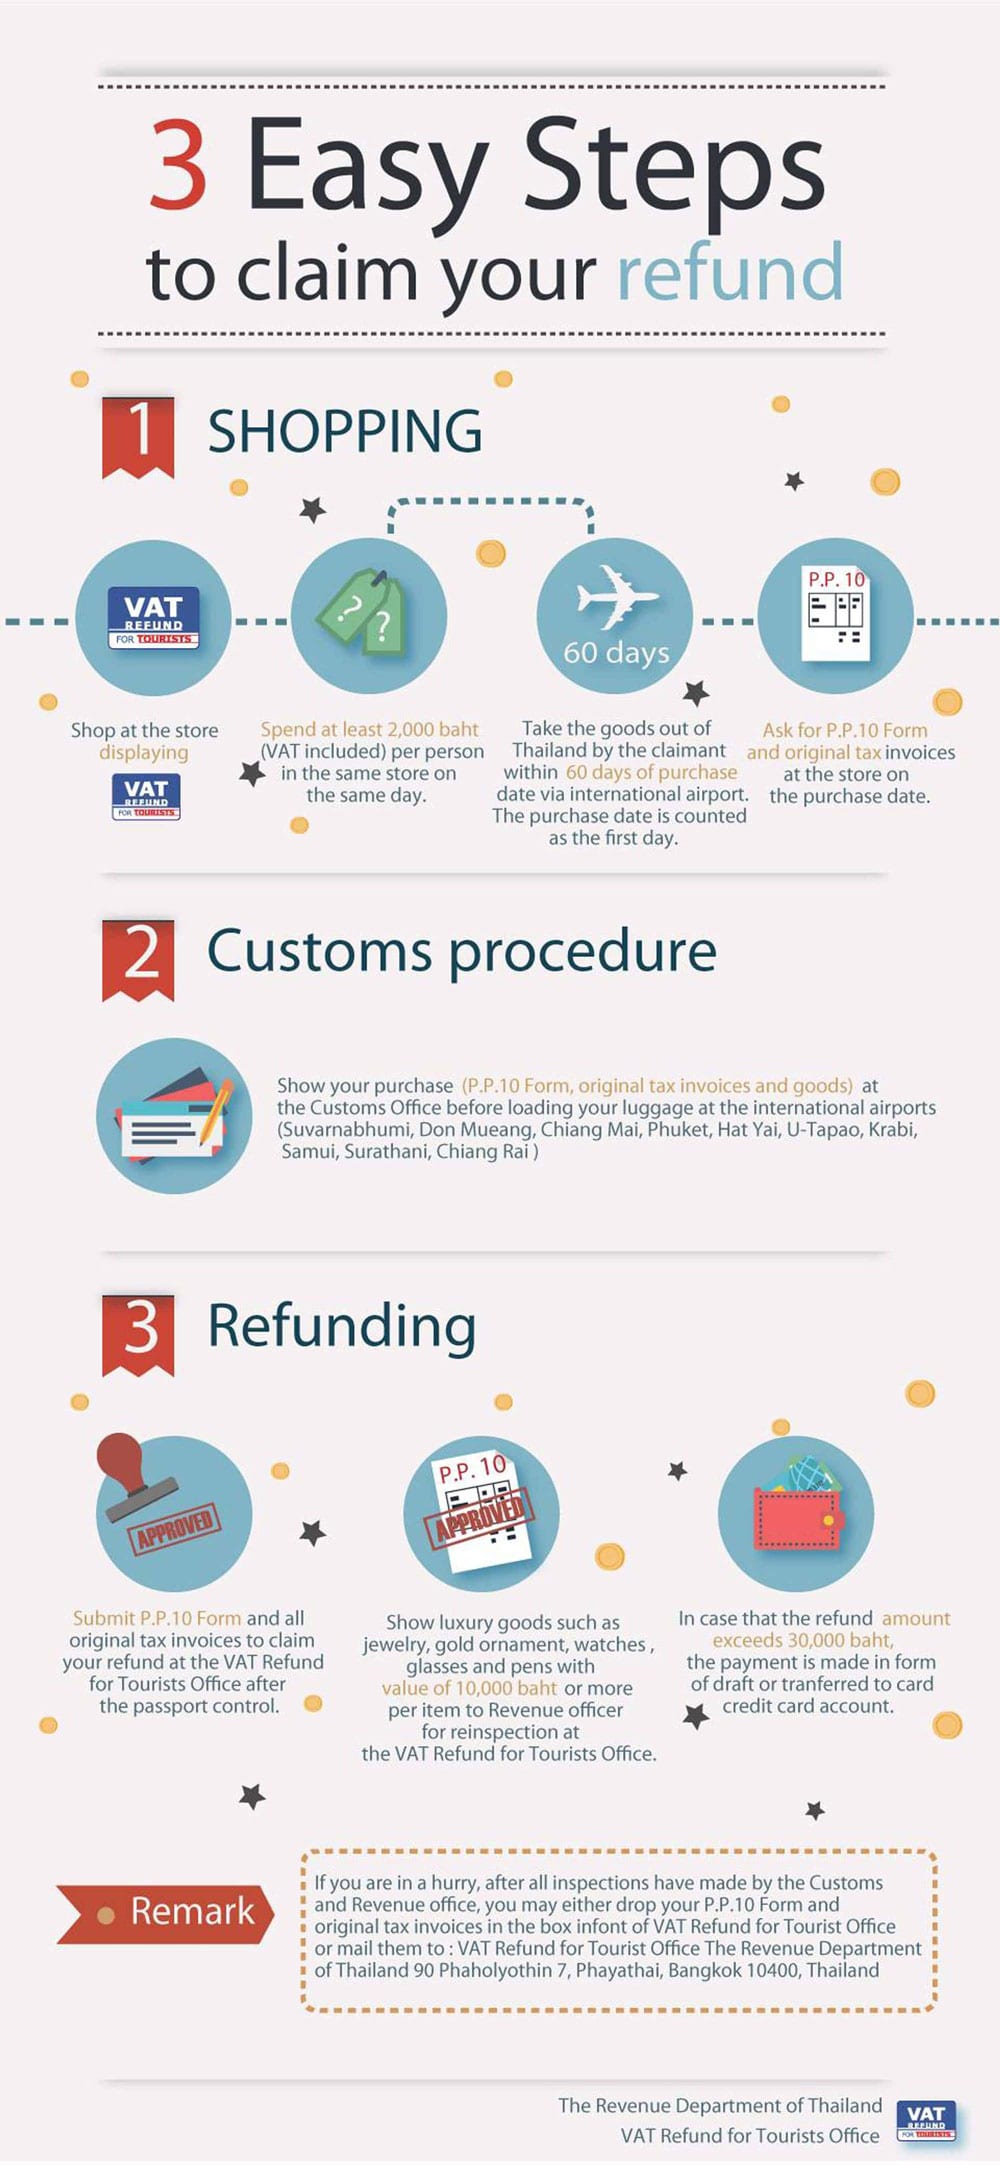 3 Easy Steps
to claim your refund
1 SHOPPING
VAT
REFUND
FOR TOURISTS
? ?
60 days
P.P. 10
Shop at the store
displaying
VAT
REFUND
FOR TOURISTS
Spend at least 2,000 baht
(VAT included) per person
in the same store on
the same day.
Take the goods out of
Thailand by the claimant
within 60 days of purchase
date via international airport.
The purchase date is counted
as the first day.
Ask for P.P.10 Form
and original tax invoices
at the store on
the purchase date.
2 Customs procedure
Show your purchase (P.P.10 Form, original tax invoices and goods) at
the Customs Office before loading your luggage at the international airports
(Suvarnabhumi, Don Mueang, Chiang Mai, Phuket, Hat Yai, U-Tapao, Krabi,
Samui, Surathani, Chiang Rai )
3 Refunding
APPROVED
P.P. 10
APPROVED
Submit P.P.10 Form and all
original tax invoices to claim
your refund at the VAT Refund
for Tourists Office after
the passport control.
Show luxury goods such as
jewelry, gold ornament, watches ,
glasses and pens with
value of 10,000 baht or more
per item to Revenue officer
for reinspection at
the VAT Refund for Tourists Office.
In case that the refund amount
exceeds 30,000 baht,
the payment is made in form
of draft or tranferred to card
credit card account.
Remark
If you are in a hurry, after all inspections have made by the Customs
and Revenue office, you may either drop your P.P.10 Form and
original tax invoices in the box infont of VAT Refund for Tourist Office
or mail them to : VAT Refund for Tourist Office The Revenue Department
of Thailand 90 Phaholyothin 7, Phayathai, Bangkok 10400, Thailand
The Revenue Department of Thailand
VAT Refund for Tourists Office
VAT
REFUND
FOR TOURISTS